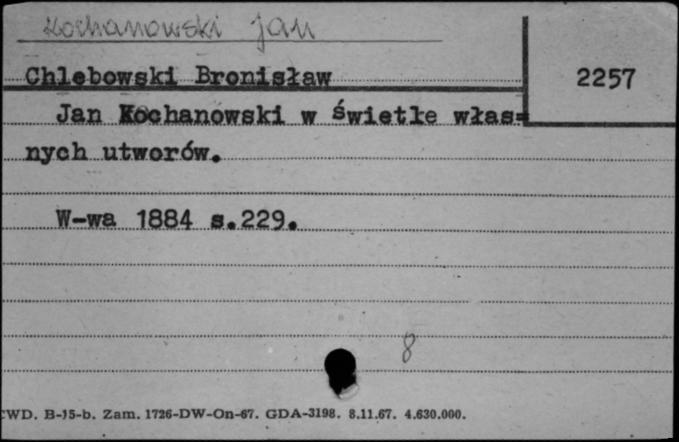 Kochanowski Jan
Chlebowski Bronisław
2257
Jan Kochanowski w świetle włas=
nych utworów.
W-wa 1884 s.229.
8
CWD. B-15-b. Zam. 1726-DW-On-67. GDA-3198. 8.11.67. 4.630.000.